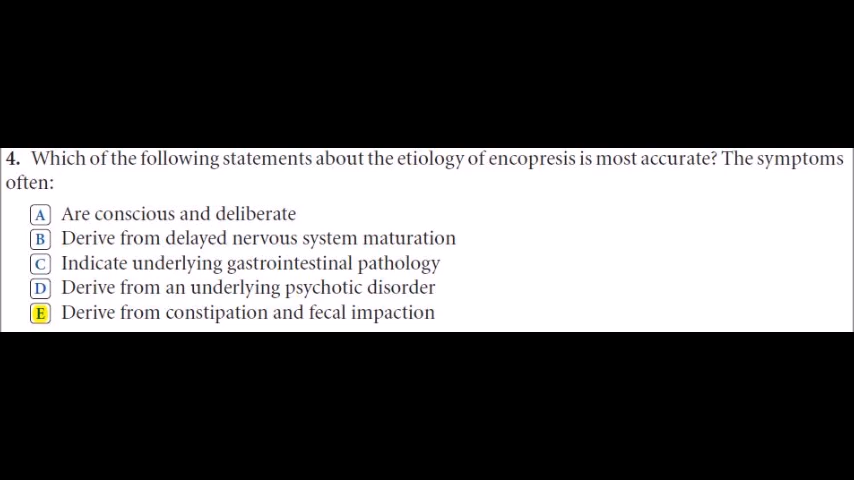 4. Which of the following statements about the etiology of encopresis is most accurate? The symptoms
often:
A Are conscious and deliberate
B Derive from delayed nervous system maturation
C Indicate underlying gastrointestinal pathology
D Derive from an underlying psychotic disorder
E Derive from constipation and fecal impaction